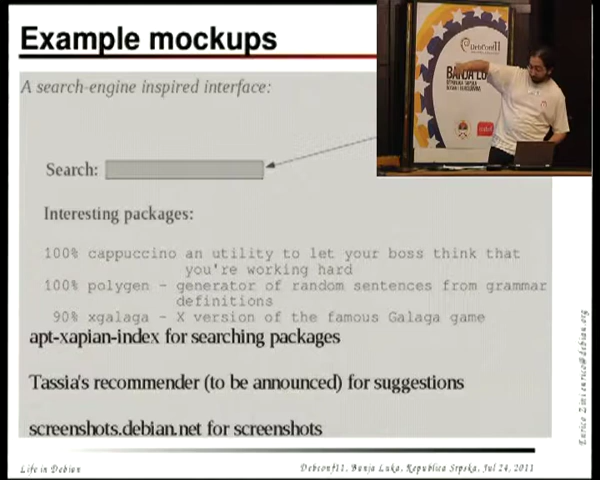 Example mockups
A search-engine inspired interface:
Search:
Interesting packages:
100% cappuccino an utility to let your boss think that
you're working hard
100% polygen - generator of random sentences from grammar
definitions
90% xgalaga - X version of the famous Galaga game
apt-xapian-index for searching packages
Tassia's recommender (to be announced) for suggestions
screenshots.debian.net for screenshots
Life in Debian
Debconf11, Banja Luka, Republica Srpska, Jul 24, 2011
Enrico Zini enrico@debian.org
DebConf11
BANJA LU